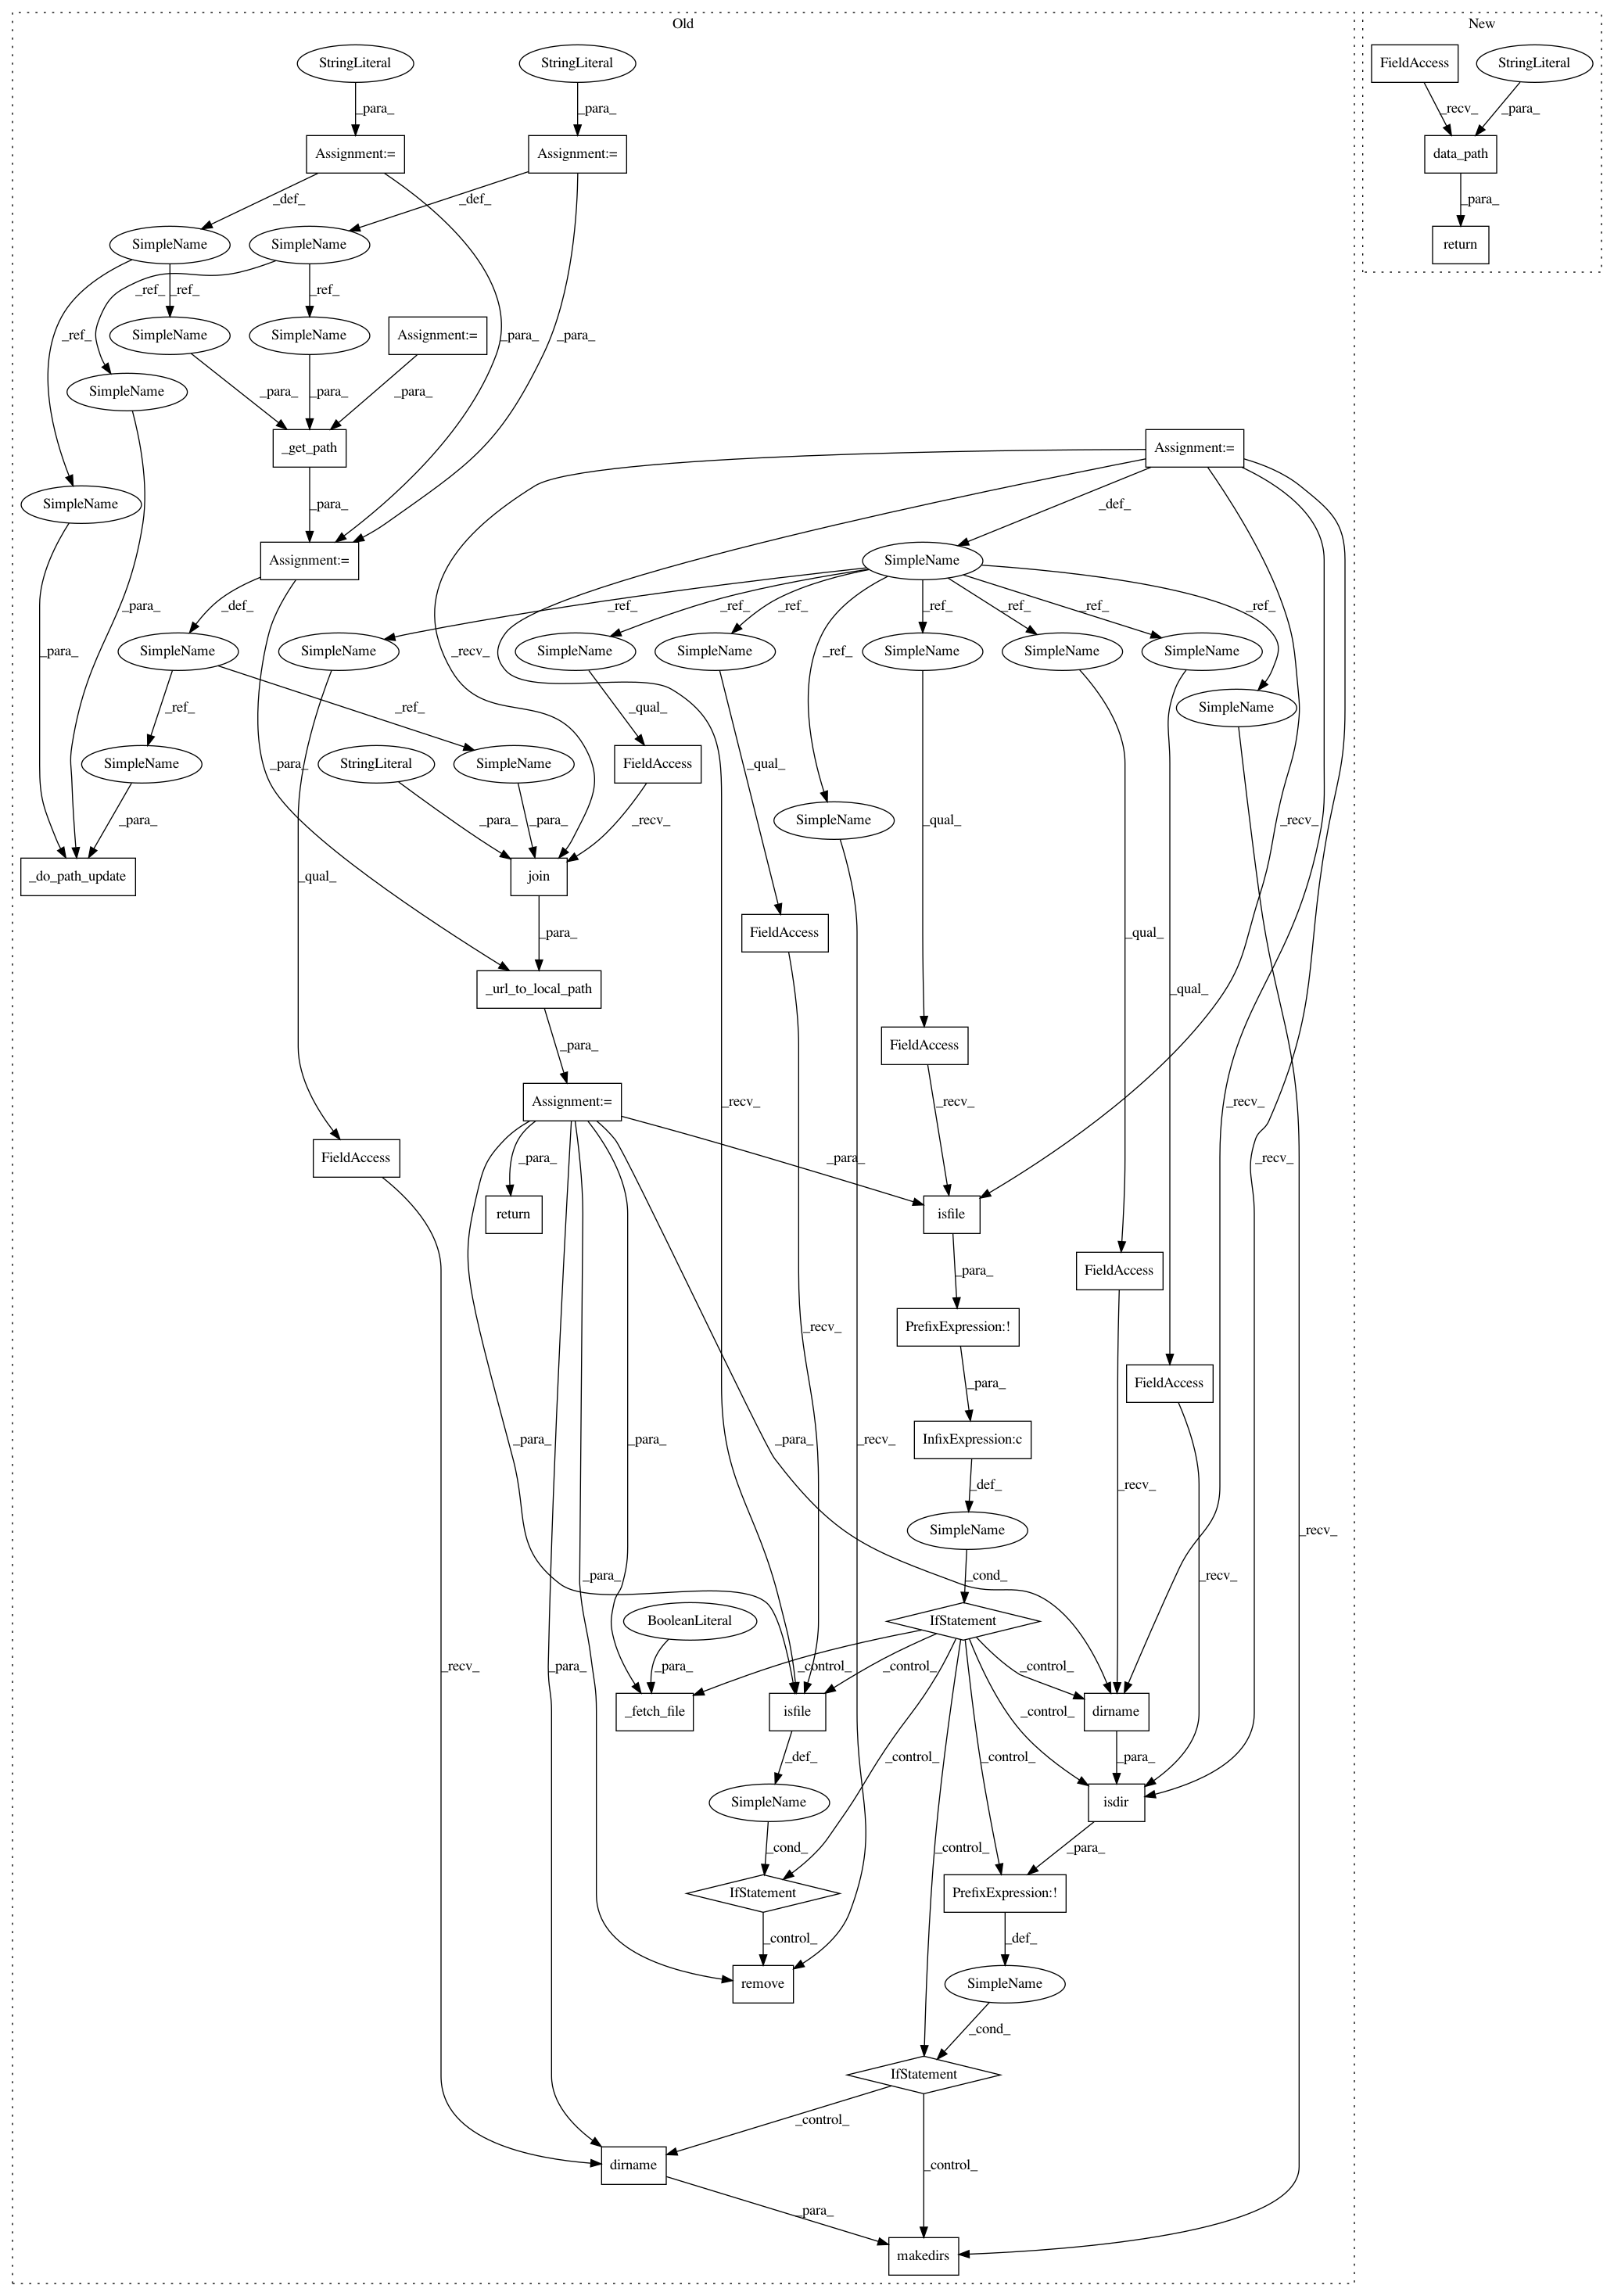 Old
New
StringLiteral
StringLiteral
FieldAccess
StringLiteral
_para_
_para_
_recv_
_para_
Assignment:=
Assignment:=
data_path
_def_
_def_
_para_
SimpleName
SimpleName
return
_ref_
_ref_
_ref_
_ref_
_para_
_para_
SimpleName
SimpleName
Assignment:=
SimpleName
_para_
_para_
_para_
_get_path
Assignment:=
SimpleName
_para_
_def_
Assignment:=
SimpleName
_def_
_para_
_ref_
_ref_
_ref_
_ref_
_ref_
_ref_
_ref_
_para_
SimpleName
SimpleName
_recv_
SimpleName
SimpleName
_ref_
SimpleName
SimpleName
SimpleName
SimpleName
_ref_
_ref_
_qual_
SimpleName
_para_
StringLiteral
SimpleName
FieldAccess
_qual_
_para_
_para_
_para_
_recv_
SimpleName
_qual_
_recv_
_do_path_update
_qual_
join
_para_
FieldAccess
_qual_
_url_to_local_path
_qual_
_para_
FieldAccess
Assignment:=
_recv_
_recv_
_recv_
FieldAccess
_para_
_para_
_recv_
return
isfile
_para_
FieldAccess
_recv_
PrefixExpression:!
_para_
FieldAccess
_para_
_para_
_para_
_recv_
InfixExpression:c
_def_
_recv_
SimpleName
_recv_
_para_
_cond_
_recv_
BooleanLiteral
IfStatement
_recv_
_para_
_para_
_control_
_control_
_control_
_fetch_file
isfile
dirname
_control_
_def_
_control_
_control_
_para_
SimpleName
isdir
_cond_
_control_
_para_
IfStatement
PrefixExpression:!
_control_
_def_
remove
SimpleName
_cond_
IfStatement
_control_
dirname
_control_
_para_
makedirs